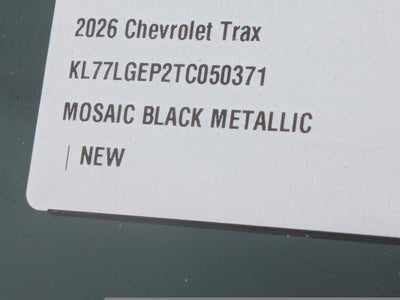 2026 Chevrolet Trax
KL77LGEP2TC050371
MOSAIC BLACK METALLIC
| NEW